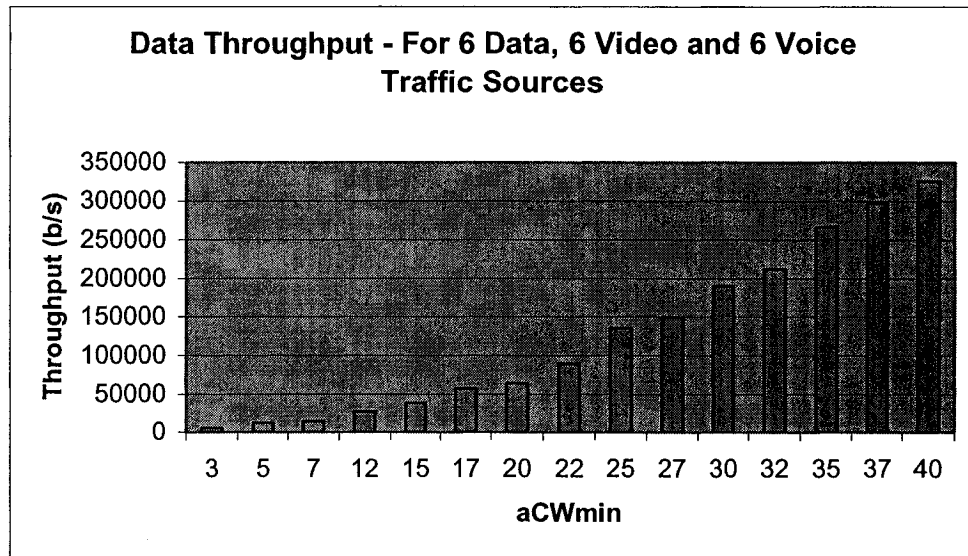 Data Throughput - For 6 Data, 6 Video and 6 Voice
Traffic Sources
Throughput (b/s)
350000
300000
250000
200000
150000
100000
50000
0
3 5 7 12 15 17 20 22 25 27 30 32 35 37 40
aCWmin